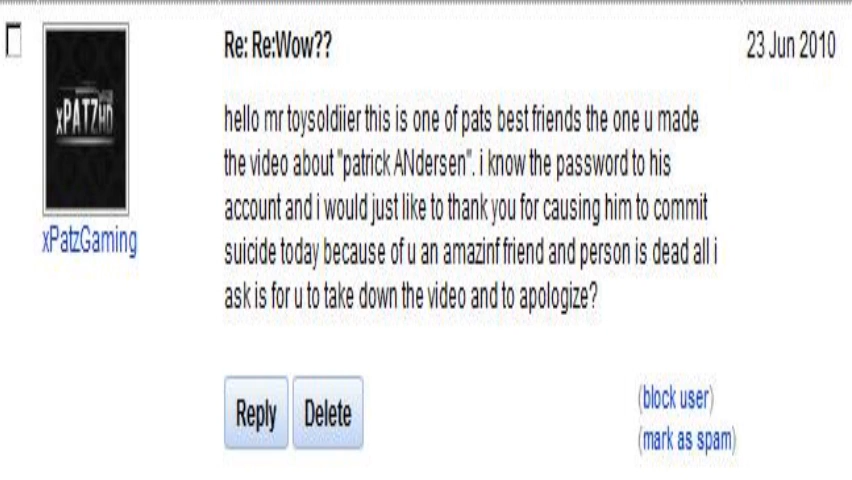 Re: Re:Wow??
23 Jun 2010
xPATZHD
hello mr toysoldiier this is one of pats best friends the one u made
the video about "patrick ANdersen". i know the password to his
account and i would just like to thank you for causing him to commit
suicide today because of u an amazinf friend and person is dead all i
ask is for u to take down the video and to apologize?
xPatzGaming
Reply
Delete
(block user)
(mark as spam)